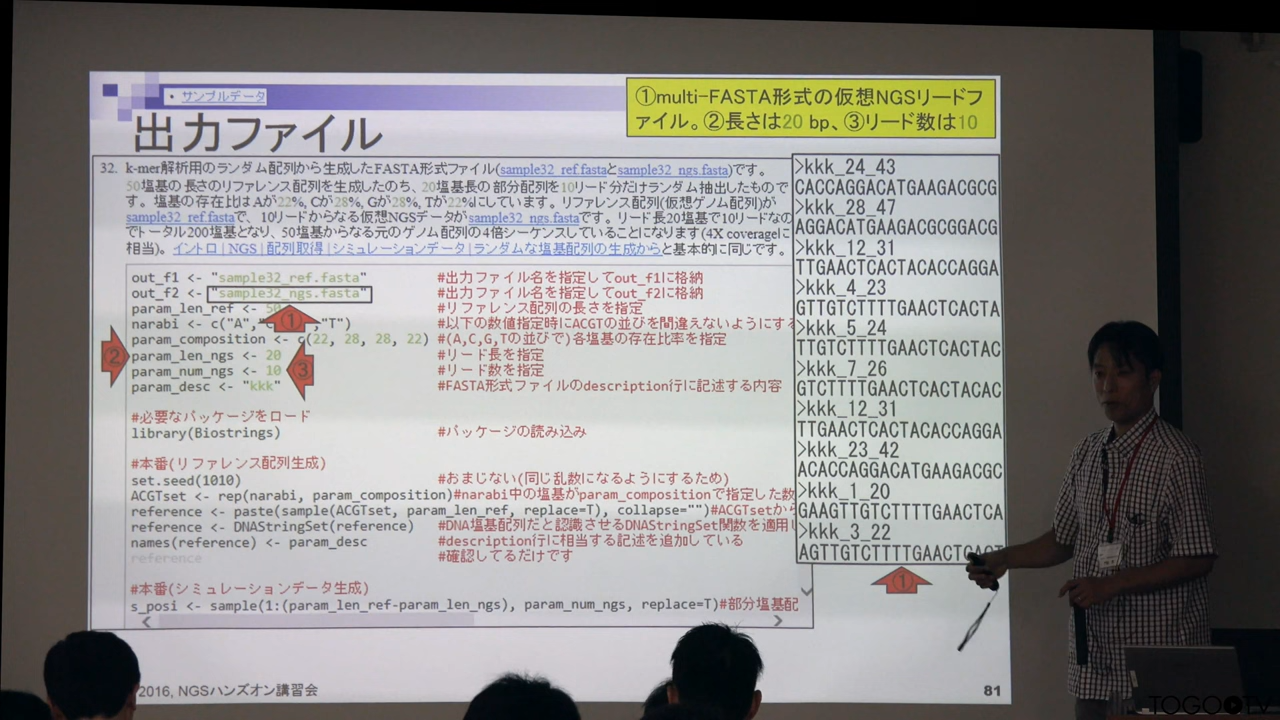 • サンプルデータ
出力ファイル
①multi-FASTA形式の仮想NGSリードフ
ァイル。②長さは20 bp、③リード数は10
32. k-mer解析用のランダム配列から生成したFASTA形式ファイル(sample32_ref.fastaとsample32_ngs.fasta)です。
50塩基の長さのリファレンス配列を生成したのち、20塩基長の部分配列を10リード分だけランダム抽出したもので
す。塩基の存在比はAが22%, Cが28%, Gが28%, Tが22%にしています。リファレンス配列(仮想ゲノム配列)が
sample32_ref.fastaで、10リードからなる仮想NGSデータがsample32_ngs.fastaです。リード長20塩基で10リードなの
でトータル200塩基となり、50塩基からなる元のゲノム配列の4倍シーケンスしていることになります(4X coverageに
相当)。イントロ | NGS | 配列取得 | シミュレーションデータ | ランダムな塩基配列の生成からと基本的に同じです。
out_f1 <- "sample32_ref.fasta" #出力ファイル名を指定してout_f1に格納
out_f2 <- "sample32_ngs.fasta" #出力ファイル名を指定してout_f2に格納
param_len_ref <- 50 #リファレンス配列の長さを指定
narabi <- c("A", ① ,"T") #以下の数値指定時にACGTの並びを間違えないようにする
param_composition <- c(22, 28, 28, 22) #(A,C,G,Tの並びで)各塩基の存在比率を指定
② param_len_ngs <- 20 #リード長を指定
param_num_ngs <- 10 ③ #リード数を指定
param_desc <- "kkk" #FASTA形式ファイルのdescription行に記述する内容
#必要なパッケージをロード
library(Biostrings) #パッケージの読み込み
#本番(リファレンス配列生成)
set.seed(1010) #おまじない(同じ乱数になるようにするため)
ACGTset <- rep(narabi, param_composition)#narabi中の塩基がparam_compositionで指定した数
reference <- paste(sample(ACGTset, param_len_ref, replace=T), collapse="")#ACGTsetから
reference <- DNAStringSet(reference) #DNA塩基配列だと認識させるDNAStringSet関数を適用し
names(reference) <- param_desc #description行に相当する記述を追加している
reference #確認してるだけです
#本番(シミュレーションデータ生成)
s_posi <- sample(1:(param_len_ref-param_len_ngs), param_num_ngs, replace=T)#部分塩基配
>kkk_24_43
CACCAGGACATGAAGACGCG
>kkk_28_47
AGGACATGAAGACGCGGACG
>kkk_12_31
TTGAACTCACTACACCAGGA
>kkk_4_23
GTTGTCTTTTGAACTCACTA
>kkk_5_24
TTGTCTTTTGAACTCACTAC
>kkk_7_26
GTCTTTTGAACTCACTACAC
>kkk_12_31
TTGAACTCACTACACCAGGA
>kkk_23_42
ACACCAGGACATGAAGACGC
>kkk_1_20
GAAGTTGTCTTTTGAACTCA
>kkk_3_22
AGTTGTCTTTTGAACTCACT
①
2016, NGSハンズオン講習会
81
TOGOTV